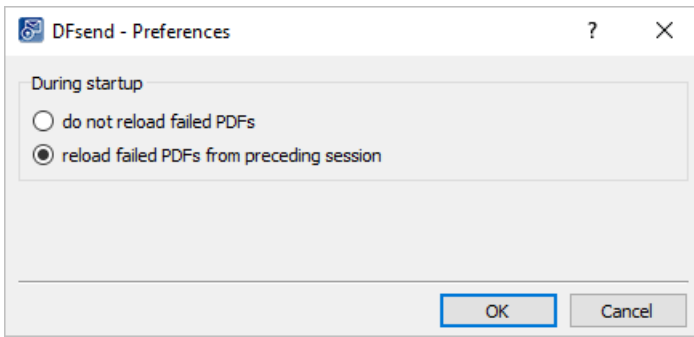 DFsend - Preferences
?
During startup
do not reload failed PDFs
reload failed PDFs from preceding session
OK
Cancel